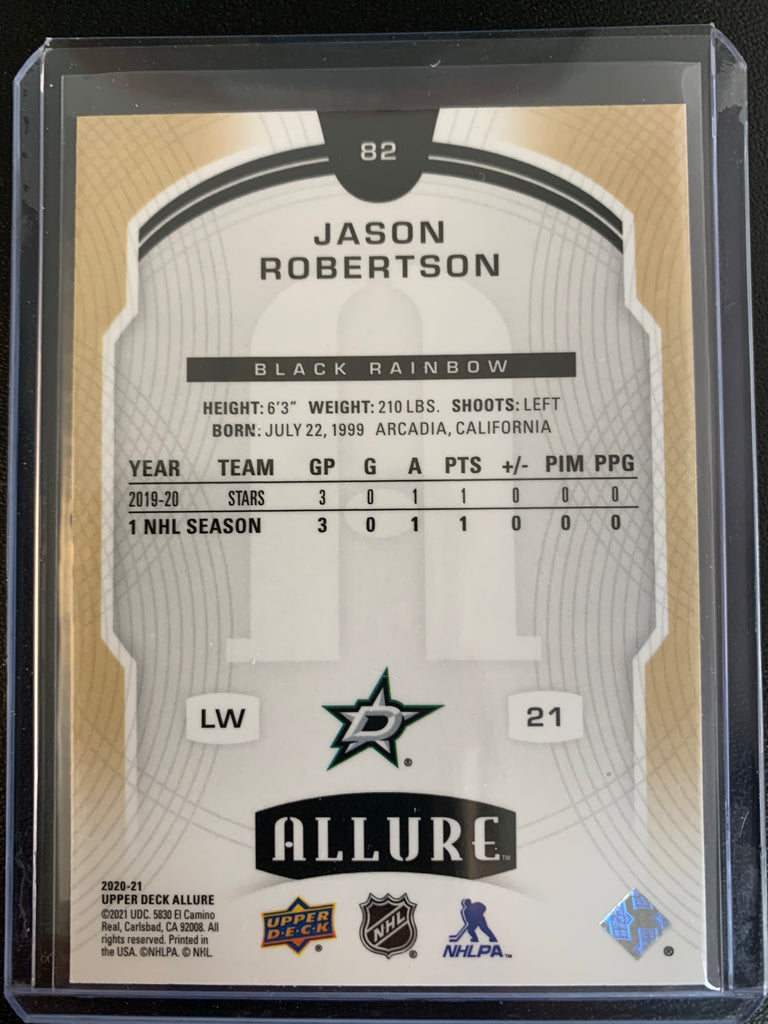 82
JASON
ROBERTSON
BLACK RAINBOW
HEIGHT: 6'3" WEIGHT: 210 LBS. SHOOTS: LEFT
BORN: JULY 22, 1999 ARCADIA, CALIFORNIA
YEAR TEAM GP G A PTS +/- PIM PPG
2019-20 STARS 3 0 1 1 0 0 0
1 NHL SEASON 3 0 1 1 0 0 0
LW D 21
®
ALLURE™
2020-21
UPPER DECK ALLURE
©2021 UDC. 5830 El Camino
Real, Carlsbad, CA 92008. All
rights reserved. Printed in
the USA. ©NHLPA. © NHL.
UPPER
D·E·C·K ®
NHL ®
NHLPA™
®